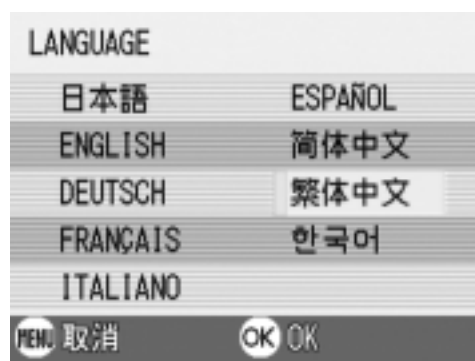 LANGUAGE
日本語 ESPAÑOL
ENGLISH 简体中文
DEUTSCH 繁体中文
FRANÇAIS 한국어
ITALIANO
MENU 取消 OK OK